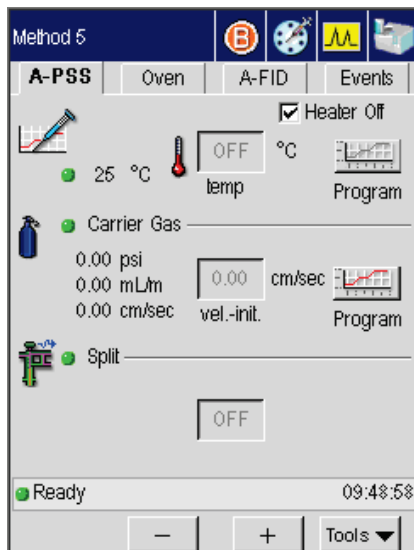 Method 5
B
A-PSS Oven A-FID Events
Heater Off
25 °C OFF °C
temp Program
Carrier Gas
0.00 psi
0.00 mL/m 0.00 cm/sec
0.00 cm/sec vel.-init. Program
Split
OFF
Ready 09:48:58
− + Tools